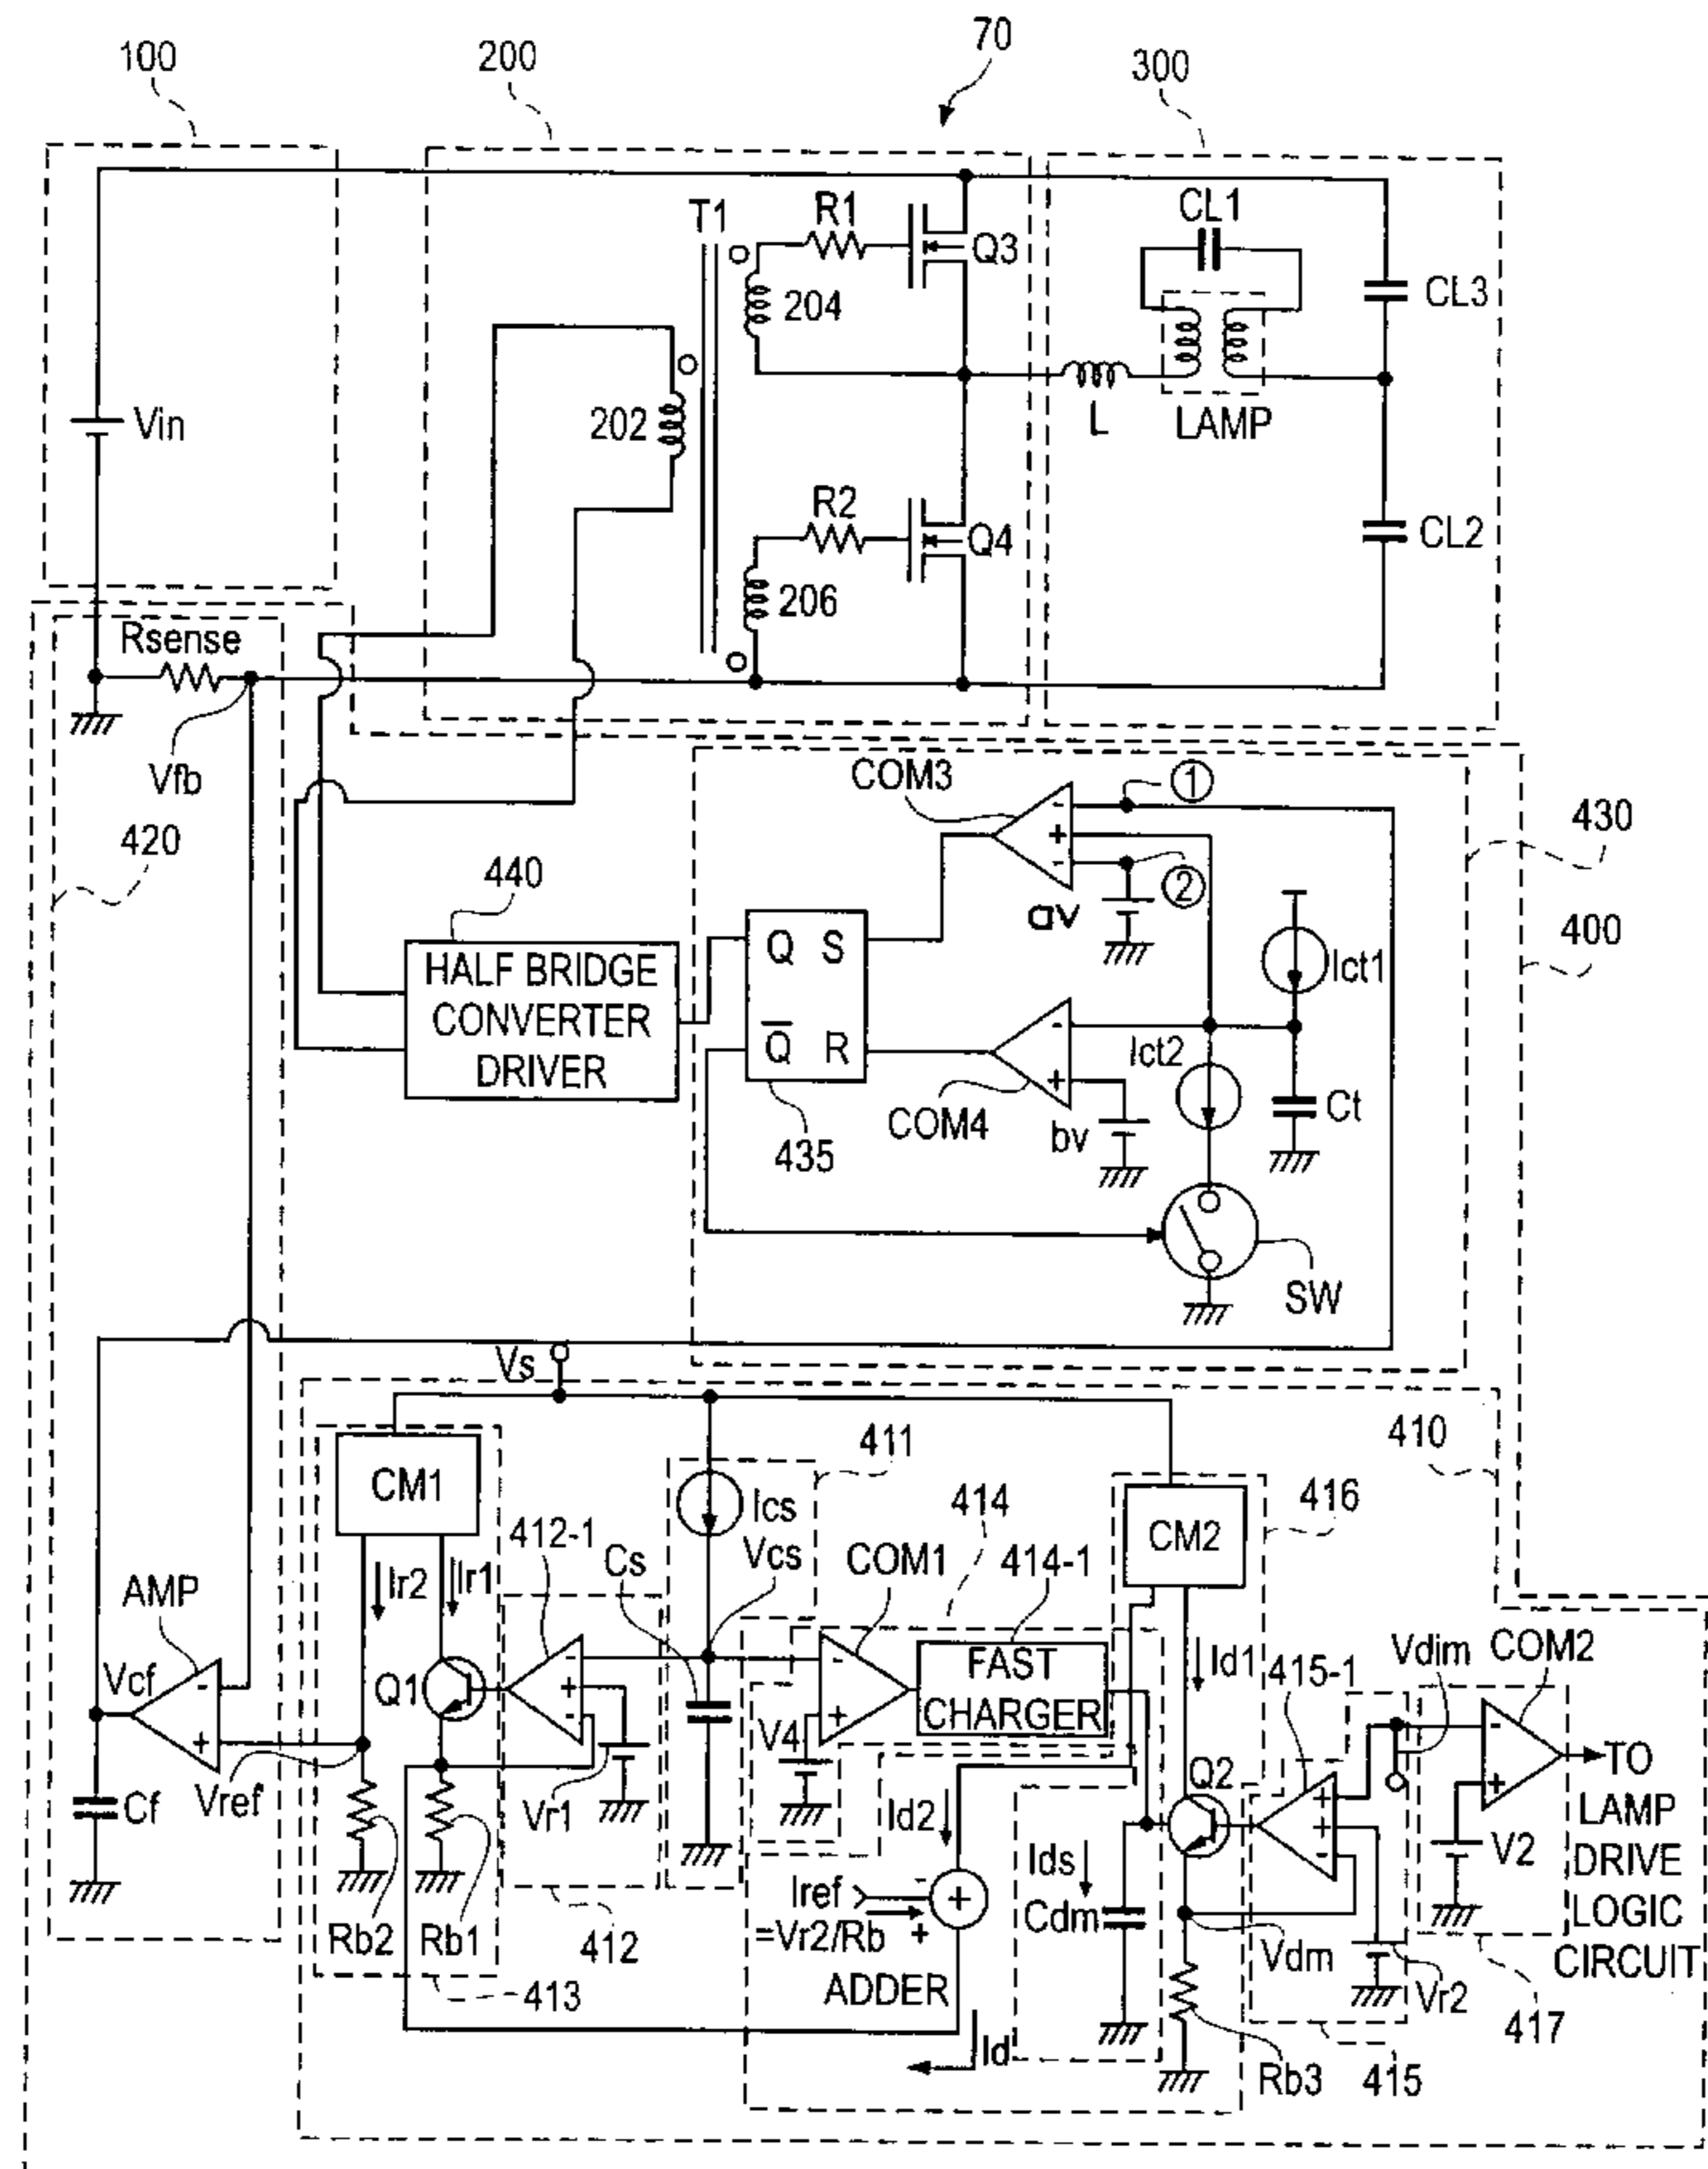 70
100
200
300
T1
R1
Q3
204
CL1
CL3
Vin
202
L
LAMP
R2
Q4
206
CL2
Rsense
Vfb
COM3
-
①
+
-
②
av
430
420
440
400
HALF BRIDGE
CONVERTER
DRIVER
Q S
Q̅ R
435
Ict1
-
Ict2
+
COM4
bv
Ct
SW
Vs
410
411
CM1
Ics
Vcs
414
416
CM2
412-1
Cs
COM1
414-1
Ir2
Ir1
AMP
Vcf
-
+
Q1
-
+
-
-
+
FAST
CHARGER
Id1
415-1
Vdim
COM2
-
+
TO
LAMP
DRIVE
LOGIC
CIRCUIT
V4
Q2
+
+
-
V2
Cf
Vref
Vr1
Id2
Ids
Iref
=Vr2/Rb
-
+
+
ADDER
Cdm
Vdm
Vr2
Rb2
Rb1
412
413
Id
Rb3
415
417